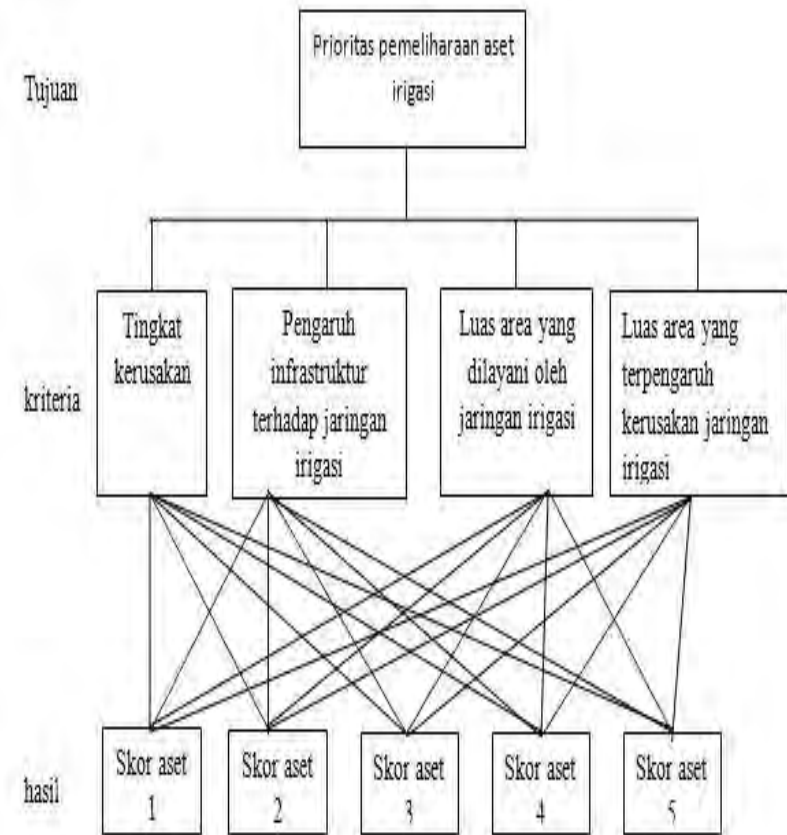 Prioritas pemeliharaan aset
irigasi
Tujuan
Tingkat
kerusakan
Pengaruh
infrastruktur
terhadap jaringan
irigasi
Luas area yang
dilayani oleh
jaringan irigasi
Luas area yang
terpengaruh
kerusakan jaringan
irigasi
kriteria
Skor aset
1
Skor aset
2
Skor aset
3
Skor aset
4
Skor aset
5
hasil